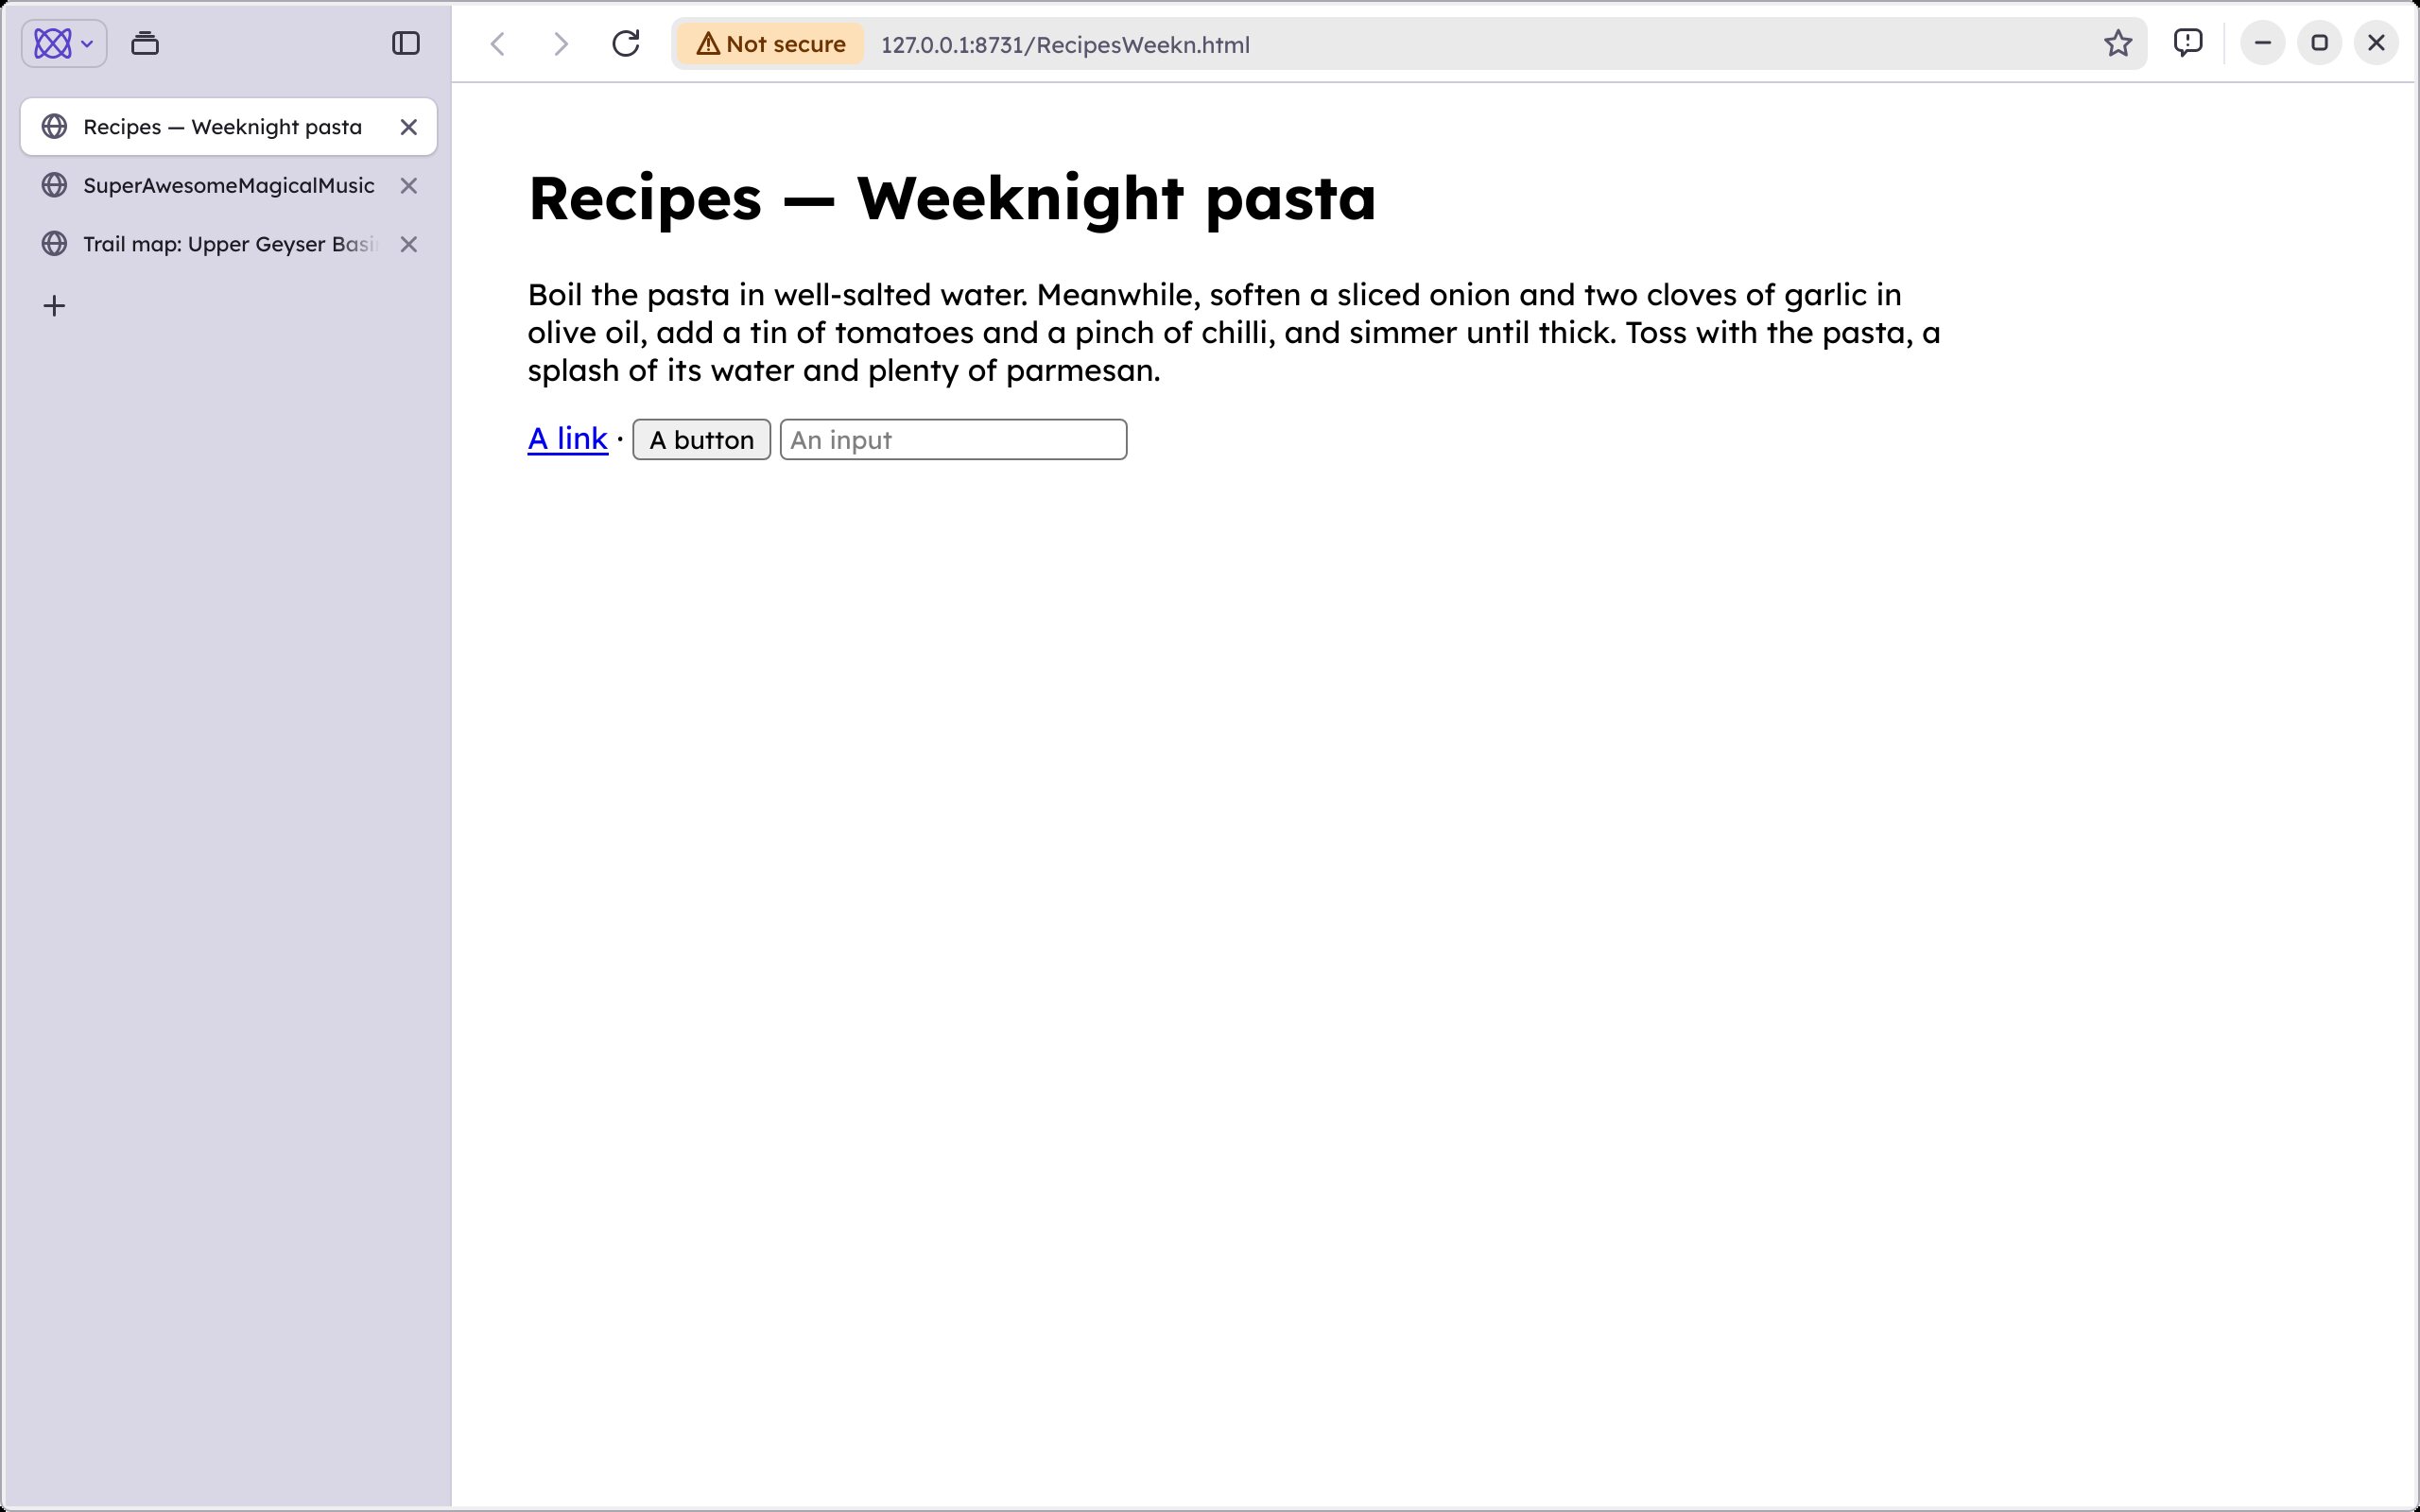 Not secure
127.0.0.1:8731/RecipesWeekn.html
Recipes — Weeknight pasta
SuperAwesomeMagicalMusic
Trail map: Upper Geyser Basi
Recipes — Weeknight pasta
Boil the pasta in well-salted water. Meanwhile, soften a sliced onion and two cloves of garlic in
olive oil, add a tin of tomatoes and a pinch of chilli, and simmer until thick. Toss with the pasta, a
splash of its water and plenty of parmesan.
A link · A button An input